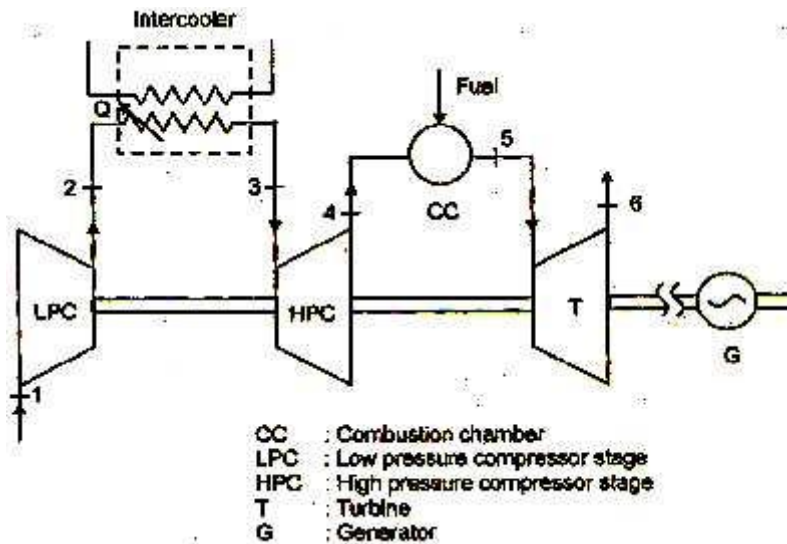 Intercooler
Q
Fuel
5
2
3
4
CC
6
LPC
HPC
T
G
1
CC : Combustion chamber
LPC : Low pressure compressor stage
HPC : High pressure compressor stage
T : Turbine
G : Generator